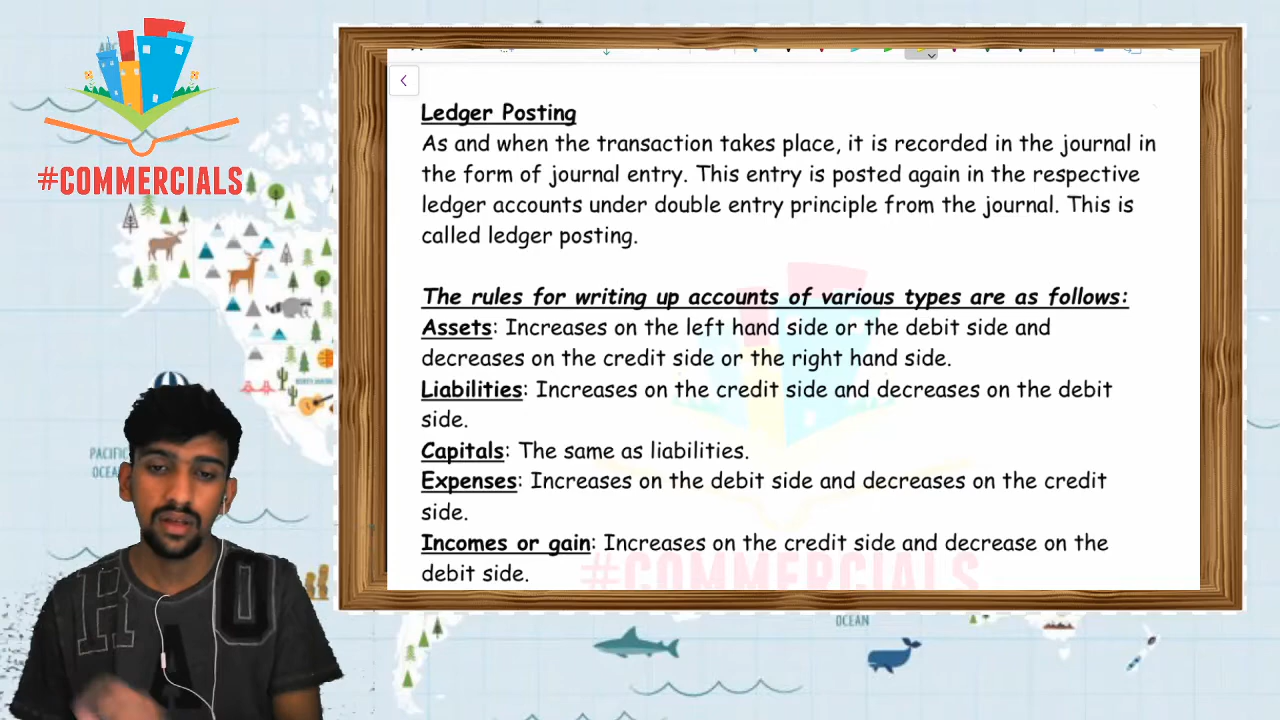 #COMMERCIALS
Ledger Posting
As and when the transaction takes place, it is recorded in the journal in
the form of journal entry. This entry is posted again in the respective
ledger accounts under double entry principle from the journal. This is
called ledger posting.
The rules for writing up accounts of various types are as follows:
Assets: Increases on the left hand side or the debit side and
decreases on the credit side or the right hand side.
Liabilities: Increases on the credit side and decreases on the debit
side.
Capitals: The same as liabilities.
Expenses: Increases on the debit side and decreases on the credit
side.
Incomes or gain: Increases on the credit side and decrease on the
debit side.
#COMMERCIALS
PACIFIC
OCEA
OCEAN